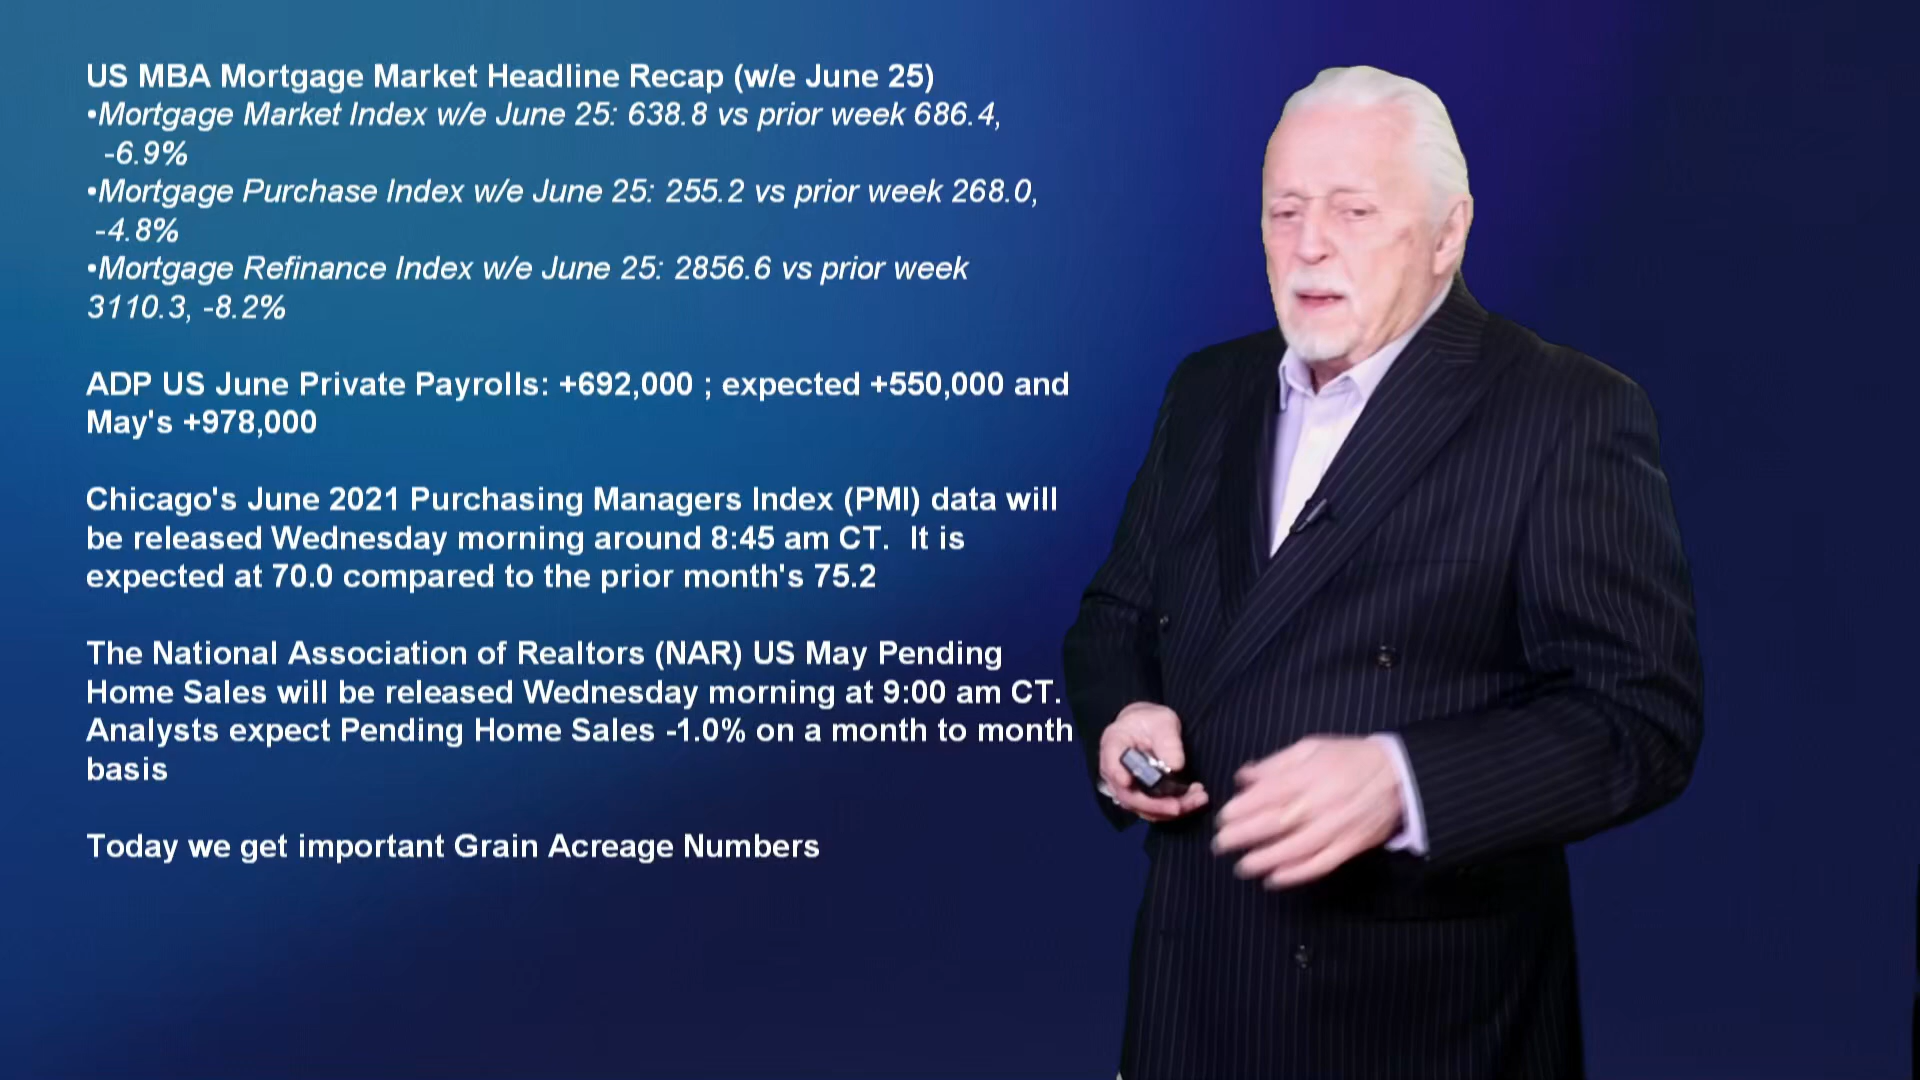 US MBA Mortgage Market Headline Recap (w/e June 25)
•Mortgage Market Index w/e June 25: 638.8 vs prior week 686.4,
-6.9%
•Mortgage Purchase Index w/e June 25: 255.2 vs prior week 268.0,
-4.8%
•Mortgage Refinance Index w/e June 25: 2856.6 vs prior week
3110.3, -8.2%
ADP US June Private Payrolls: +692,000 ; expected +550,000 and
May's +978,000
Chicago's June 2021 Purchasing Managers Index (PMI) data will
be released Wednesday morning around 8:45 am CT.  It is
expected at 70.0 compared to the prior month's 75.2
The National Association of Realtors (NAR) US May Pending
Home Sales will be released Wednesday morning at 9:00 am CT.
Analysts expect Pending Home Sales -1.0% on a month to month
basis
Today we get important Grain Acreage Numbers